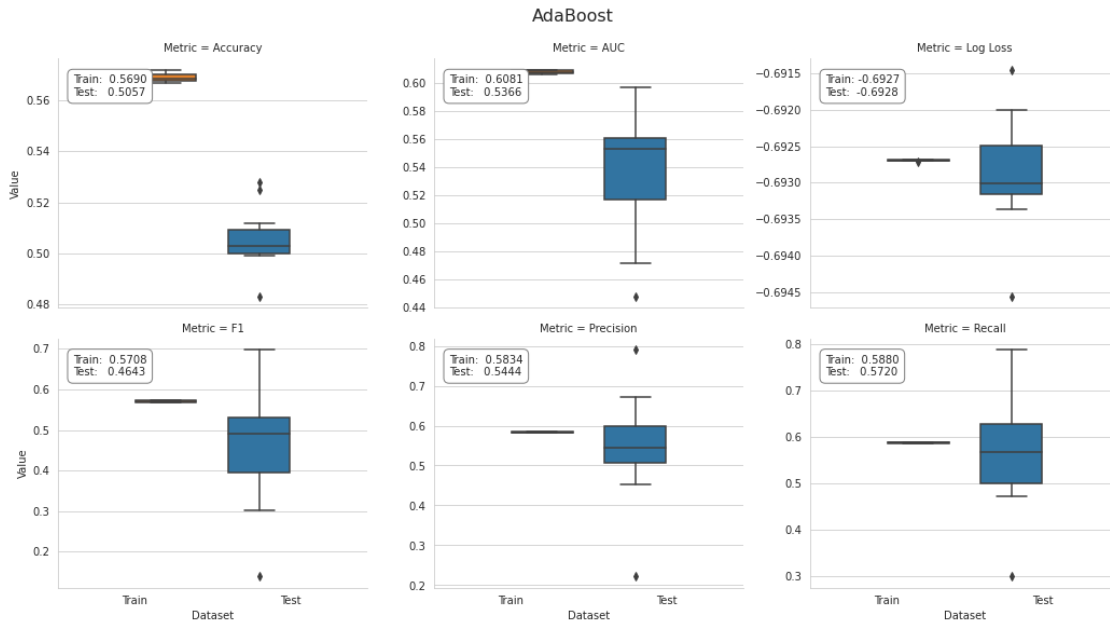 AdaBoost
Metric = Accuracy
Train:  0.5690
Test:   0.5057
0.56
0.54
0.52
0.50
0.48
Value
Metric = AUC
Train:  0.6081
Test:   0.5366
0.60
0.58
0.56
0.54
0.52
0.50
0.48
0.46
0.44
Metric = Log Loss
Train: -0.6927
Test:  -0.6928
−0.6915
−0.6920
−0.6925
−0.6930
−0.6935
−0.6940
−0.6945
Metric = F1
Train:  0.5708
Test:   0.4643
0.7
0.6
0.5
0.4
0.3
0.2
Value
Train
Test
Dataset
Metric = Precision
Train:  0.5834
Test:   0.5444
0.8
0.7
0.6
0.5
0.4
0.3
0.2
Train
Test
Dataset
Metric = Recall
Train:  0.5880
Test:   0.5720
0.8
0.7
0.6
0.5
0.4
0.3
Train
Test
Dataset